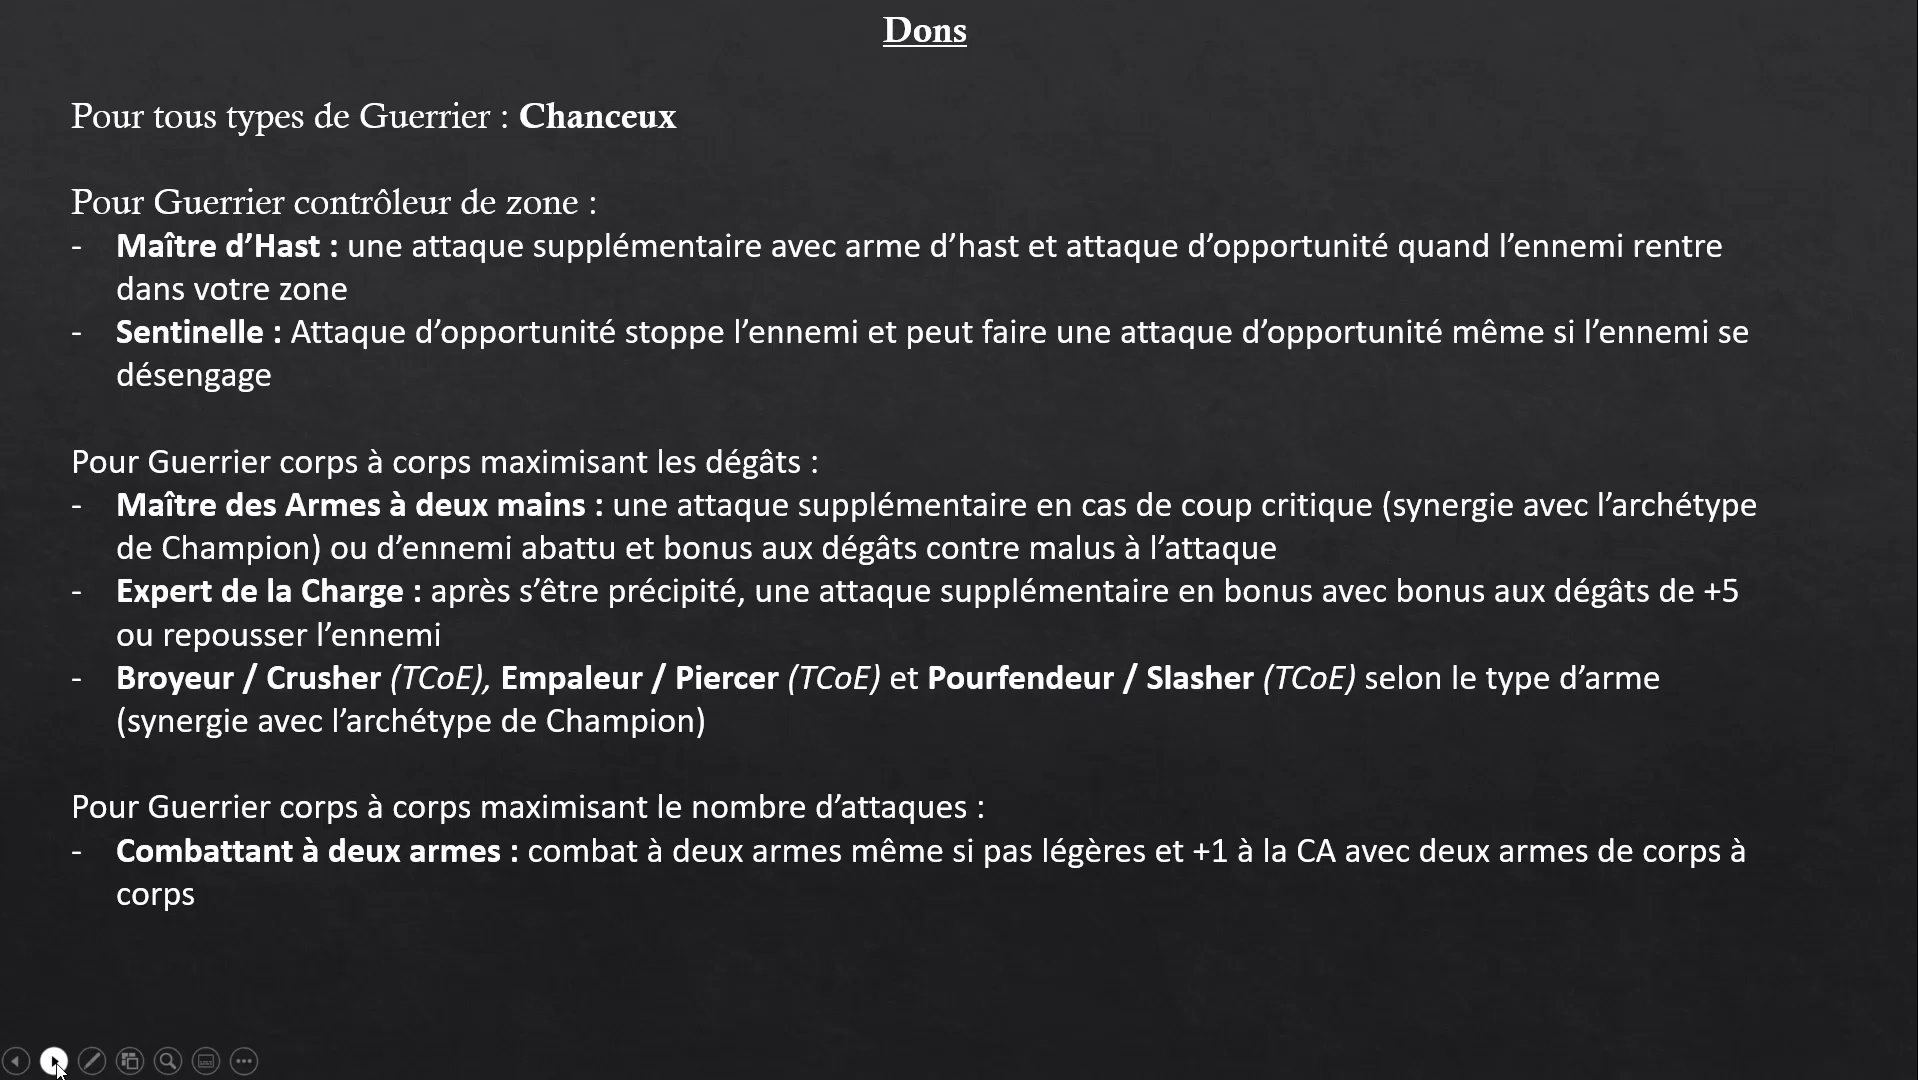 Dons
Pour tous types de Guerrier : Chanceux
Pour Guerrier contrôleur de zone :
- Maître d’Hast : une attaque supplémentaire avec arme d’hast et attaque d’opportunité quand l’ennemi rentre
dans votre zone
- Sentinelle : Attaque d’opportunité stoppe l’ennemi et peut faire une attaque d’opportunité même si l’ennemi se
désengage
Pour Guerrier corps à corps maximisant les dégâts :
- Maître des Armes à deux mains : une attaque supplémentaire en cas de coup critique (synergie avec l’archétype
de Champion) ou d’ennemi abattu et bonus aux dégâts contre malus à l’attaque
- Expert de la Charge : après s’être précipité, une attaque supplémentaire en bonus avec bonus aux dégâts de +5
ou repousser l’ennemi
- Broyeur / Crusher (TCoE), Empaleur / Piercer (TCoE) et Pourfendeur / Slasher (TCoE) selon le type d’arme
(synergie avec l’archétype de Champion)
Pour Guerrier corps à corps maximisant le nombre d’attaques :
- Combattant à deux armes : combat à deux armes même si pas légères et +1 à la CA avec deux armes de corps à
corps